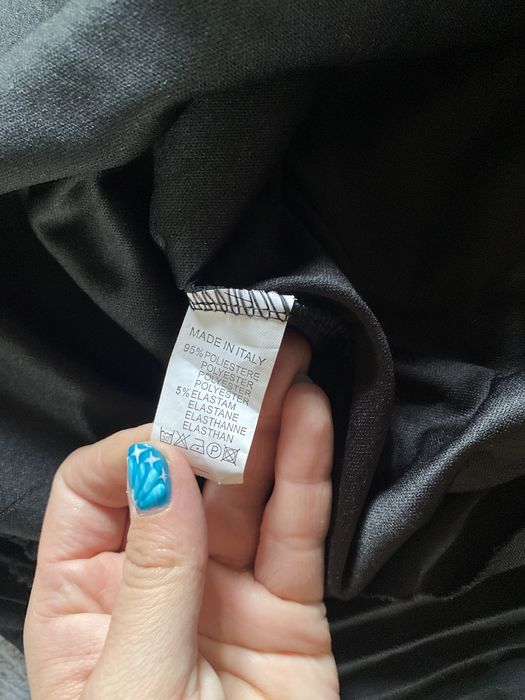 MADE IN ITALY
95% POLIESTERE
POLYESTER
POLYESTER
POLYESTER
5% ELASTAM
ELASTANE
ELASTHANNE
ELASTHAN
P